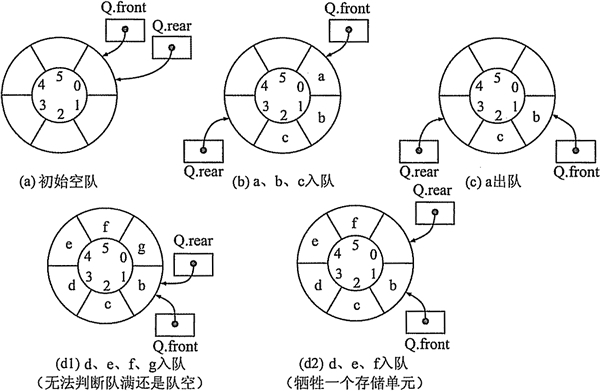 Q.front
Q.rear
5
4
0
3
1
2
(a) 初始空队
Q.front
a
5
4
0
3
1
2
b
c
Q.rear
(b) a、b、c入队
5
4
0
3
1
2
b
c
Q.rear
Q.front
(c) a出队
f
e
g
5
4
0
3
1
2
d
b
c
Q.rear
Q.front
(d1) d、e、f、g入队
(无法判断队满还是队空)
Q.rear
f
e
5
4
0
3
1
2
d
b
c
Q.front
(d2) d、e、f入队
(牺牲一个存储单元)